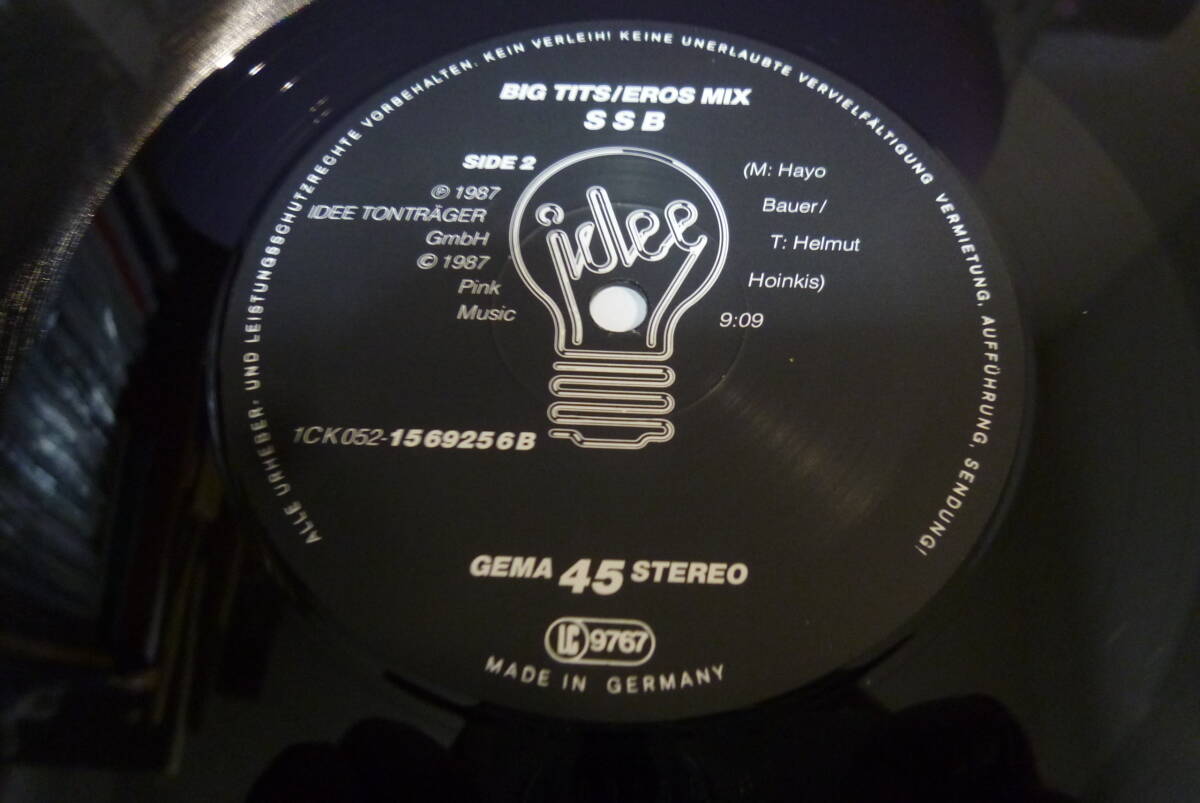 ALLE URHEBER- UND LEISTUNGSSCHUTZRECHTE VORBEHALTEN. KEIN VERLEIH! KEINE UNERLAUBTE VERVIELFÄLTIGUNG VERMIETUNG, AUFFÜHRUNG, SENDUNG!
BIG TITS/EROS MIX
SSB
SIDE 2
℗ 1987
IDEE TONTRÄGER
GmbH
© 1987
Pink
Music
idee
(M: Hayo
Bauer/
T: Helmut
Hoinkis)
9:09
1CK052-1569256B
GEMA 45 STEREO
LC 9767
MADE IN GERMANY